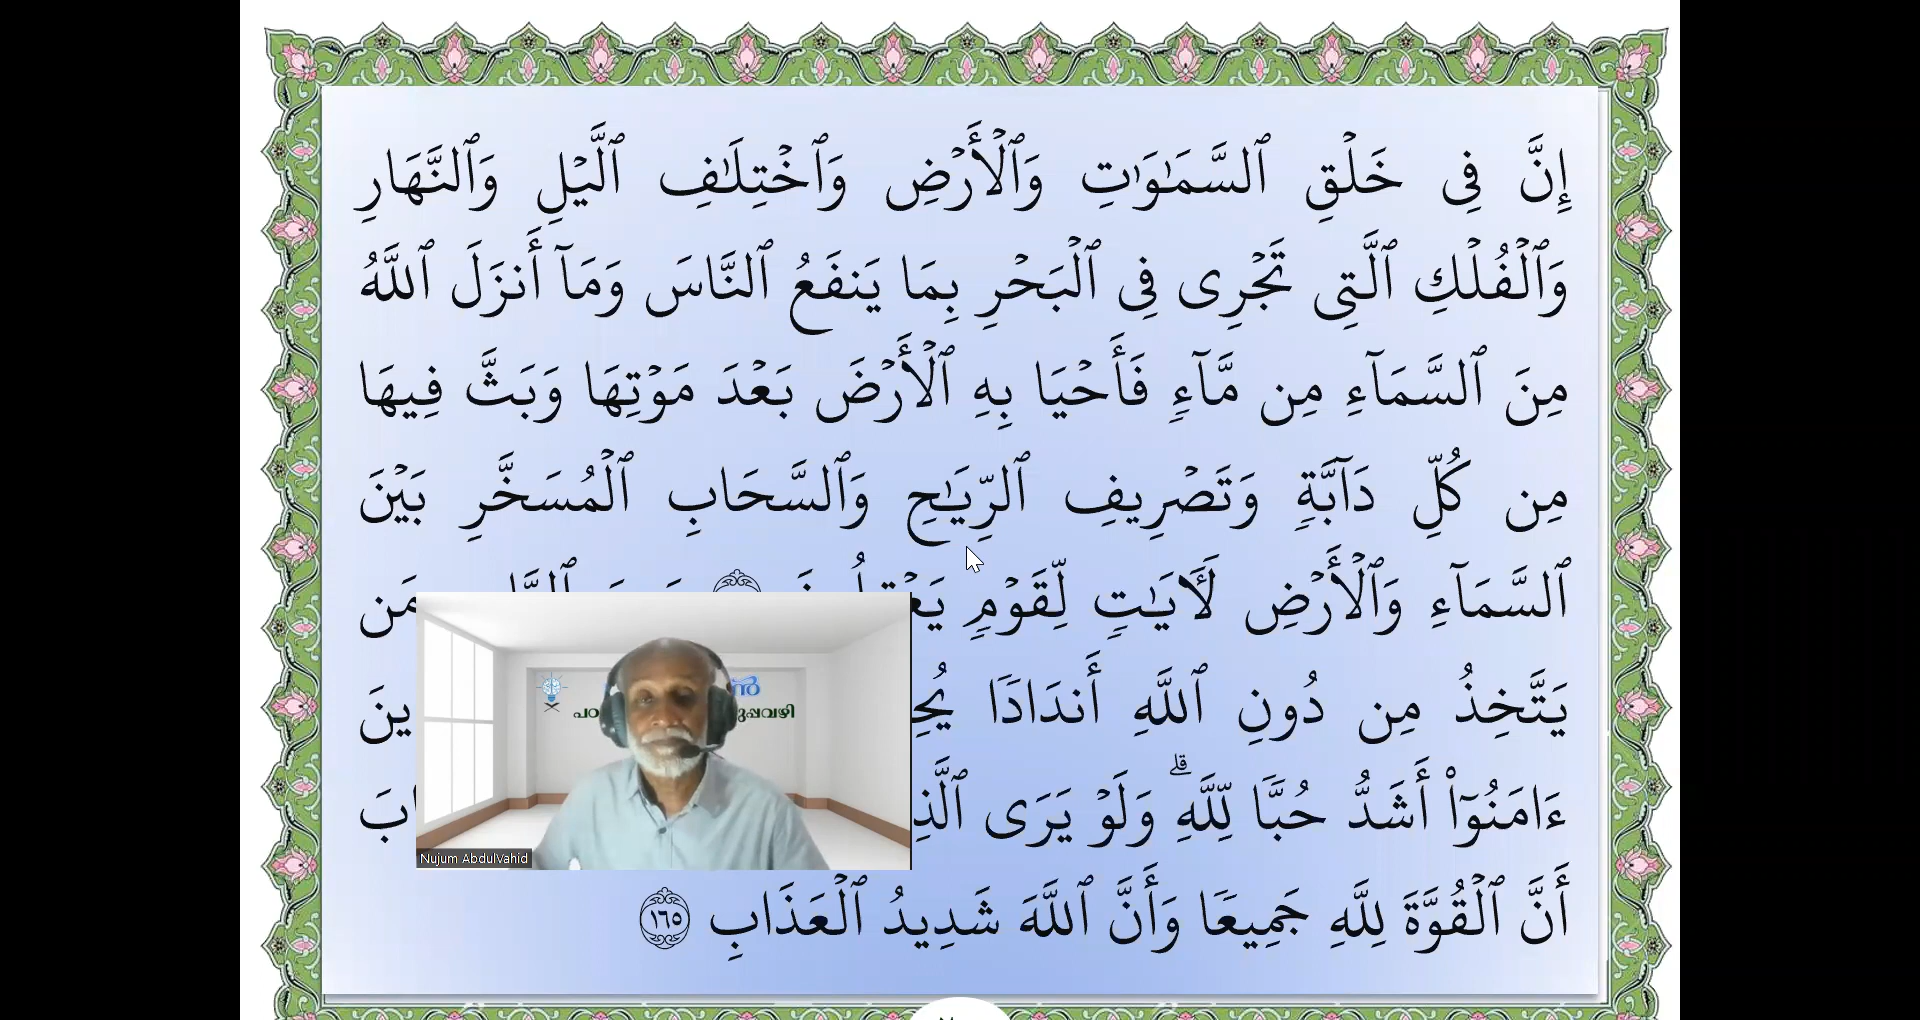 إِنَّ فِى خَلْقِ ٱلسَّمَٰوَٰتِ وَٱلْأَرْضِ وَٱخْتِلَٰفِ ٱلَّيْلِ وَٱلنَّهَارِ
وَٱلْفُلْكِ ٱلَّتِى تَجْرِى فِى ٱلْبَحْرِ بِمَا يَنفَعُ ٱلنَّاسَ وَمَآ أَنزَلَ ٱللَّهُ
مِنَ ٱلسَّمَآءِ مِن مَّآءٍ فَأَحْيَا بِهِ ٱلْأَرْضَ بَعْدَ مَوْتِهَا وَبَثَّ فِيهَا
مِن كُلِّ دَآبَّةٍ وَتَصْرِيفِ ٱلرِّيَٰحِ وَٱلسَّحَابِ ٱلْمُسَخَّرِ بَيْنَ
ٱلسَّمَآءِ وَٱلْأَرْضِ لَءَايَٰتٍ لِّقَوْمٍ مَن
يَتَّخِذُ مِن دُونِ ٱللَّهِ أَندَادًا
ءَامَنُوٓا۟ أَشَدُّ حُبًّا لِّلَّهِ ۗ وَلَوْ يَرَى
أَنَّ ٱلْقُوَّةَ لِلَّهِ جَمِيعًا وَأَنَّ ٱللَّهَ شَدِيدُ ٱلْعَذَابِ ١٦٥
Nujum AbdulVahid